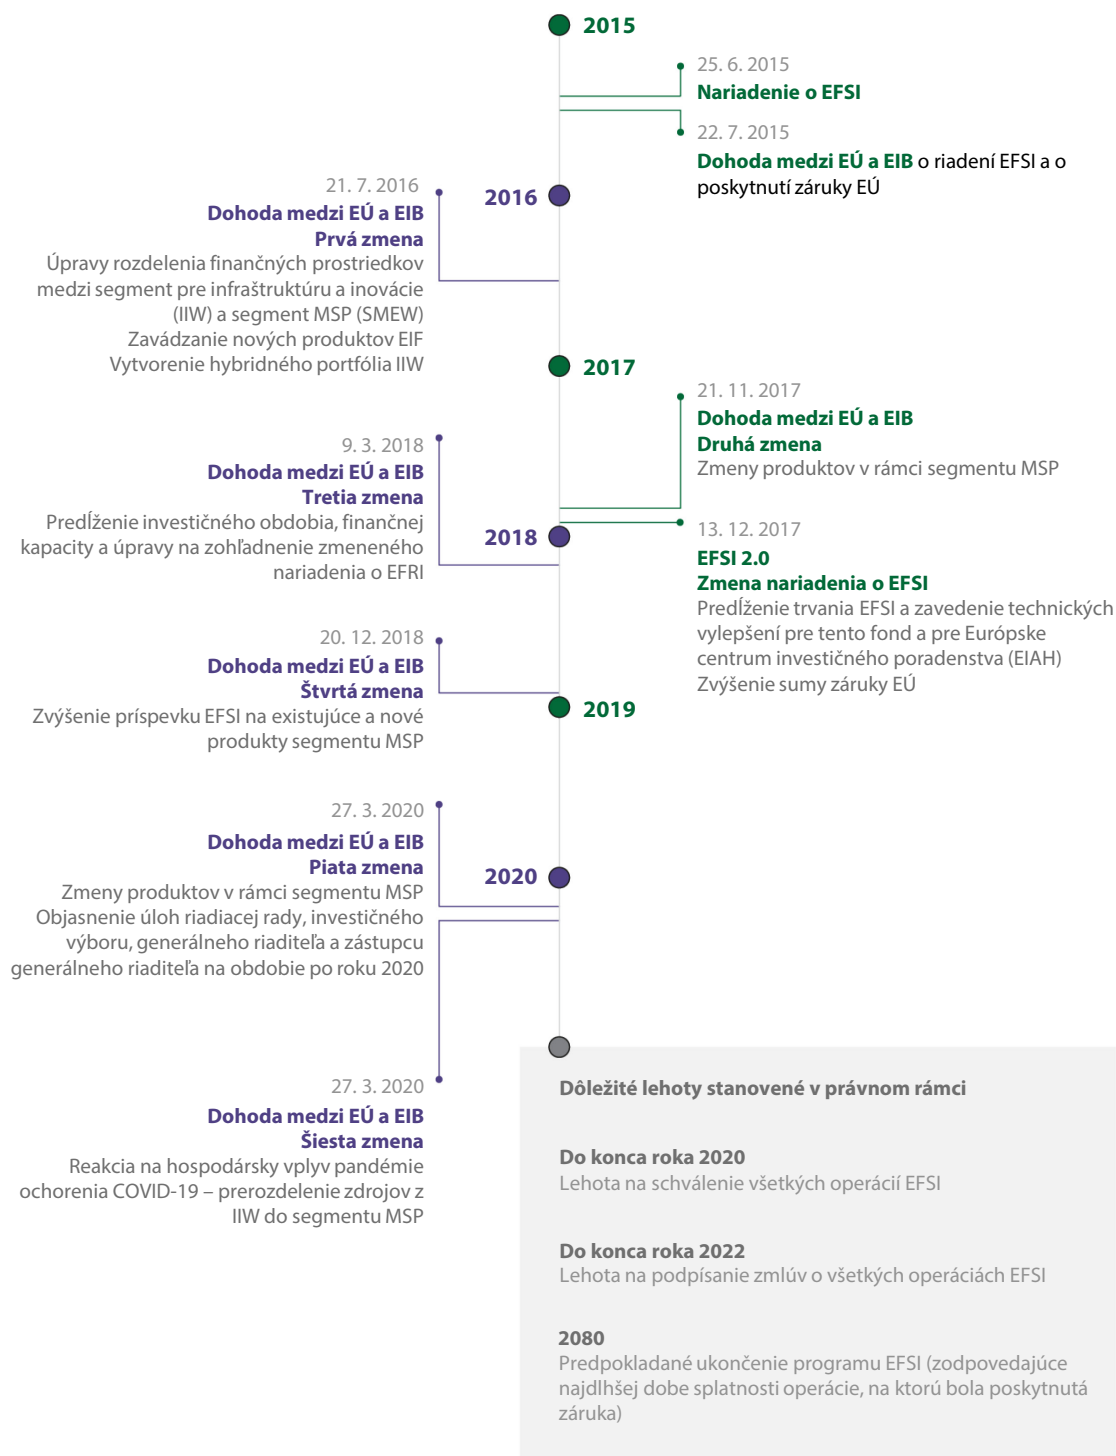 2015
25. 6. 2015
Nariadenie o EFSI
22. 7. 2015
Dohoda medzi EÚ a EIB o riadení EFSI a o
poskytnutí záruky EÚ
2016
21. 7. 2016
Dohoda medzi EÚ a EIB
Prvá zmena
Úpravy rozdelenia finančných prostriedkov
medzi segment pre infraštruktúru a inovácie
(IIW) a segment MSP (SMEW)
Zavádzanie nových produktov EIF
Vytvorenie hybridného portfólia IIW
2017
21. 11. 2017
Dohoda medzi EÚ a EIB
Druhá zmena
Zmeny produktov v rámci segmentu MSP
13. 12. 2017
EFSI 2.0
Zmena nariadenia o EFSI
Predĺženie trvania EFSI a zavedenie technických
vylepšení pre tento fond a pre Európske
centrum investičného poradenstva (EIAH)
Zvýšenie sumy záruky EÚ
2018
9. 3. 2018
Dohoda medzi EÚ a EIB
Tretia zmena
Predĺženie investičného obdobia, finančnej
kapacity a úpravy na zohľadnenie zmeneného
nariadenia o EFRI
20. 12. 2018
Dohoda medzi EÚ a EIB
Štvrtá zmena
Zvýšenie príspevku EFSI na existujúce a nové
produkty segmentu MSP
2019
2020
27. 3. 2020
Dohoda medzi EÚ a EIB
Piata zmena
Zmeny produktov v rámci segmentu MSP
Objasnenie úloh riadiacej rady, investičného
výboru, generálneho riaditeľa a zástupcu
generálneho riaditeľa na obdobie po roku 2020
27. 3. 2020
Dohoda medzi EÚ a EIB
Šiesta zmena
Reakcia na hospodársky vplyv pandémie
ochorenia COVID-19 – prerozdelenie zdrojov z
IIW do segmentu MSP
Dôležité lehoty stanovené v právnom rámci
Do konca roka 2020
Lehota na schválenie všetkých operácií EFSI
Do konca roka 2022
Lehota na podpísanie zmlúv o všetkých operáciách EFSI
2080
Predpokladané ukončenie programu EFSI (zodpovedajúce
najdlhšej dobe splatnosti operácie, na ktorú bola poskytnutá
záruka)